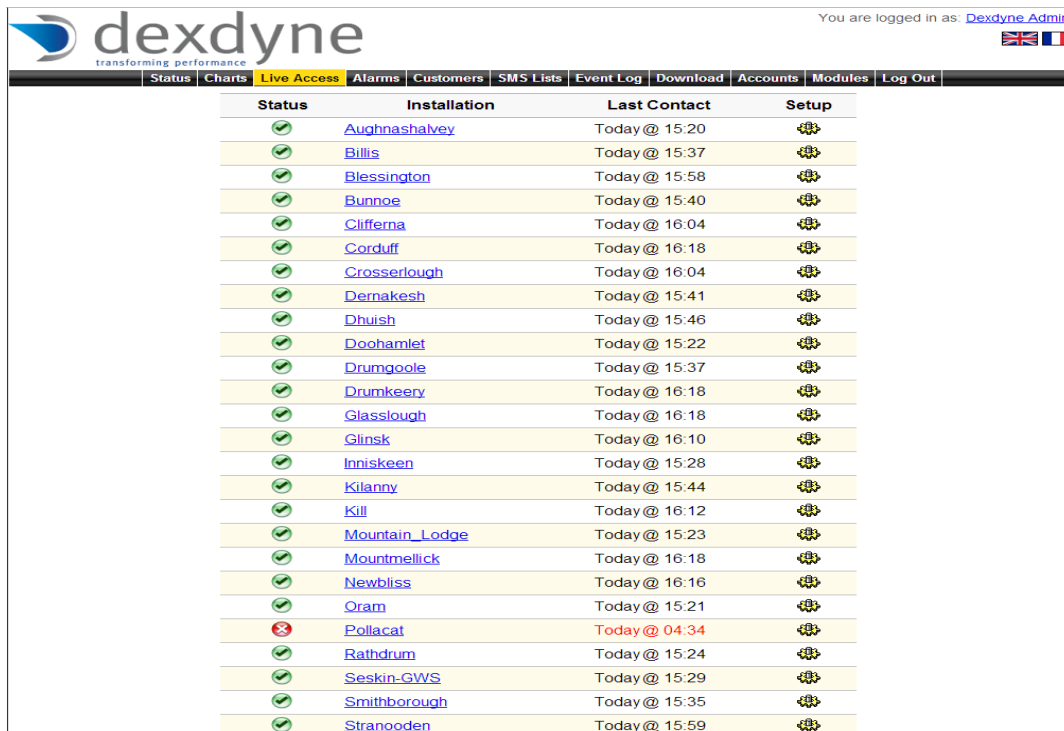 You are logged in as: Dexdyne Admin
dexdyne
transforming performance
Status Charts Live Access Alarms Customers SMS Lists Event Log Download Accounts Modules Log Out
Status Installation Last Contact Setup
Aughnashalvey Today @ 15:20
Billis Today @ 15:37
Blessington Today @ 15:58
Bunnoe Today @ 15:40
Clifferna Today @ 16:04
Corduff Today @ 16:18
Crosserlough Today @ 16:04
Dernakesh Today @ 15:41
Dhuish Today @ 15:46
Doohamlet Today @ 15:22
Drumgoole Today @ 15:37
Drumkeery Today @ 16:18
Glasslough Today @ 16:18
Glinsk Today @ 16:10
Inniskeen Today @ 15:28
Kilanny Today @ 15:44
Kill Today @ 16:12
Mountain_Lodge Today @ 15:23
Mountmellick Today @ 16:18
Newbliss Today @ 16:16
Oram Today @ 15:21
Pollacat Today @ 04:34
Rathdrum Today @ 15:24
Seskin-GWS Today @ 15:29
Smithborough Today @ 15:35
Stranooden Today @ 15:59